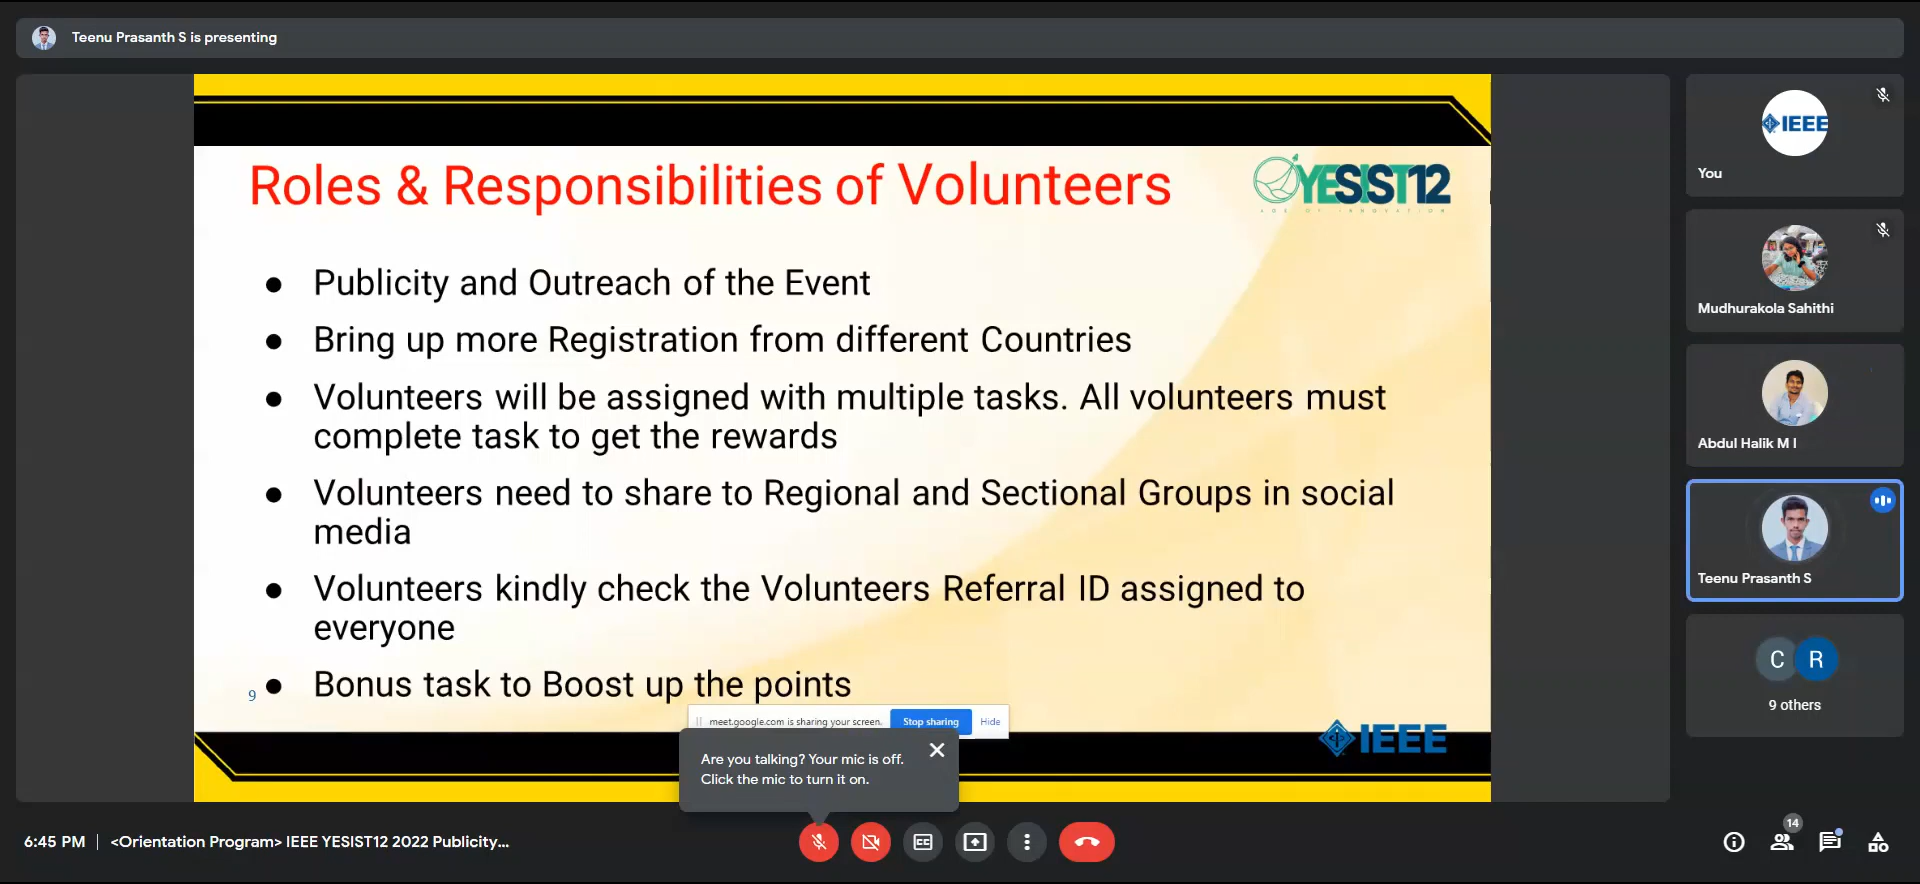 Teenu Prasanth S is presenting
Roles & Responsibilities of Volunteers
YESIST12
AGE OF INNOVATION
● Publicity and Outreach of the Event
● Bring up more Registration from different Countries
● Volunteers will be assigned with multiple tasks. All volunteers must
complete task to get the rewards
● Volunteers need to share to Regional and Sectional Groups in social
media
● Volunteers kindly check the Volunteers Referral ID assigned to
everyone
● Bonus task to Boost up the points
9
meet.google.com is sharing your screen.
Stop sharing
Hide
IEEE
Are you talking? Your mic is off.
Click the mic to turn it on.
IEEE
You
Mudhurakola Sahithi
Abdul Halik M I
Teenu Prasanth S
C R
9 others
6:45 PM | <Orientation Program> IEEE YESIST12 2022 Publicity...
14